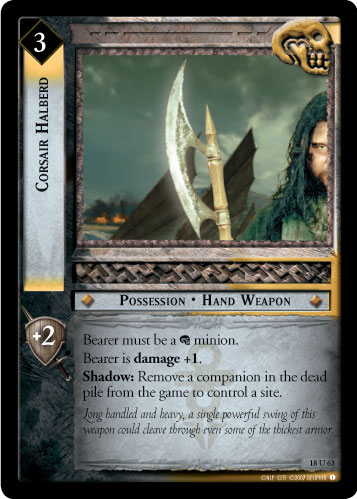 3
CORSAIR HALBERD
POSSESSION • HAND WEAPON
+2
Bearer must be a minion.
Bearer is damage +1.
Shadow: Remove a companion in the dead
pile from the game to control a site.
Long handled and heavy, a single powerful swing of this
weapon could cleave through even some of the thickest armor.
18 U 63